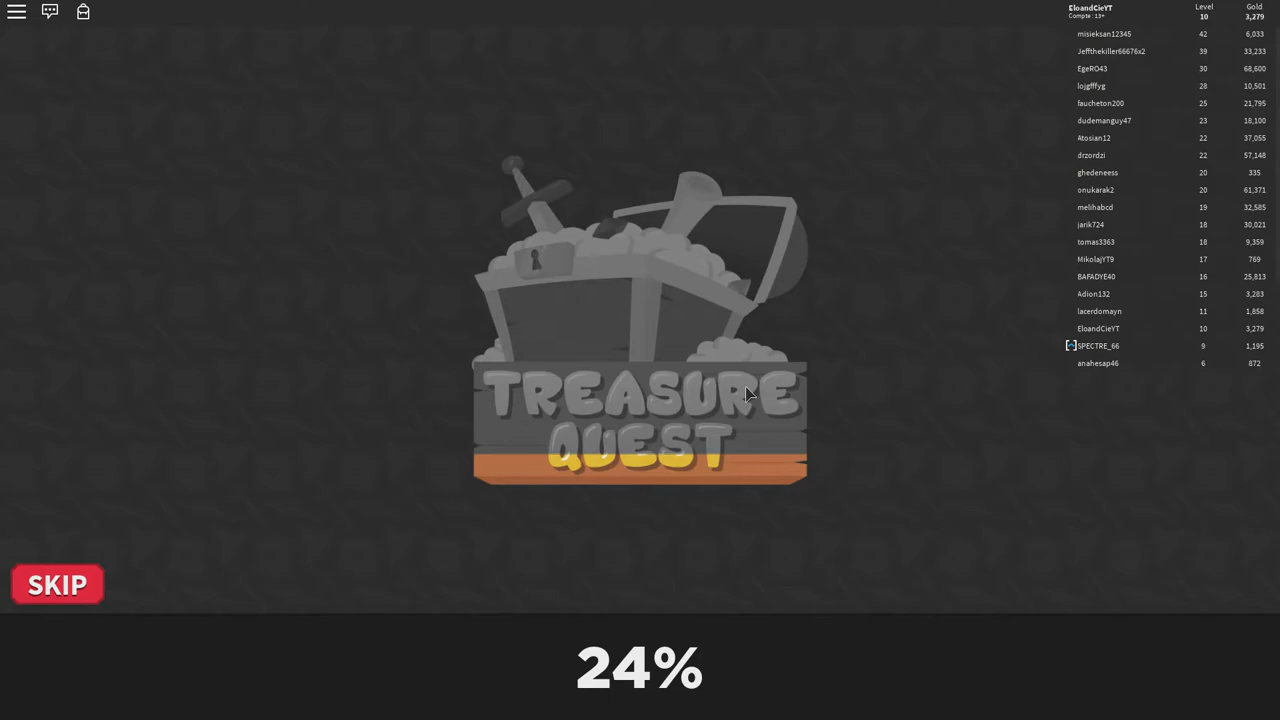 EloandCieYT Level Gold
Compte : 13+ 10 3,279
misieksan12345 42 6,033
Jeffthekiller66676x2 39 33,233
EgeRO43 30 68,600
lojgfffyg 28 10,501
faucheton200 25 21,795
dudemanguy47 23 18,100
Atosian12 22 37,055
drzordzi 22 57,148
ghedeneess 20 335
onukarak2 20 61,371
melihabcd 19 32,585
jarik724 18 30,021
tomas3363 18 9,359
MikolajYT9 17 769
BAFADYE40 16 25,813
Adion132 15 3,283
lacerdomayn 11 1,858
EloandCieYT 10 3,279
SPECTRE_66 9 1,195
anahesap46 6 872
TREASURE
QUEST
SKIP
24%